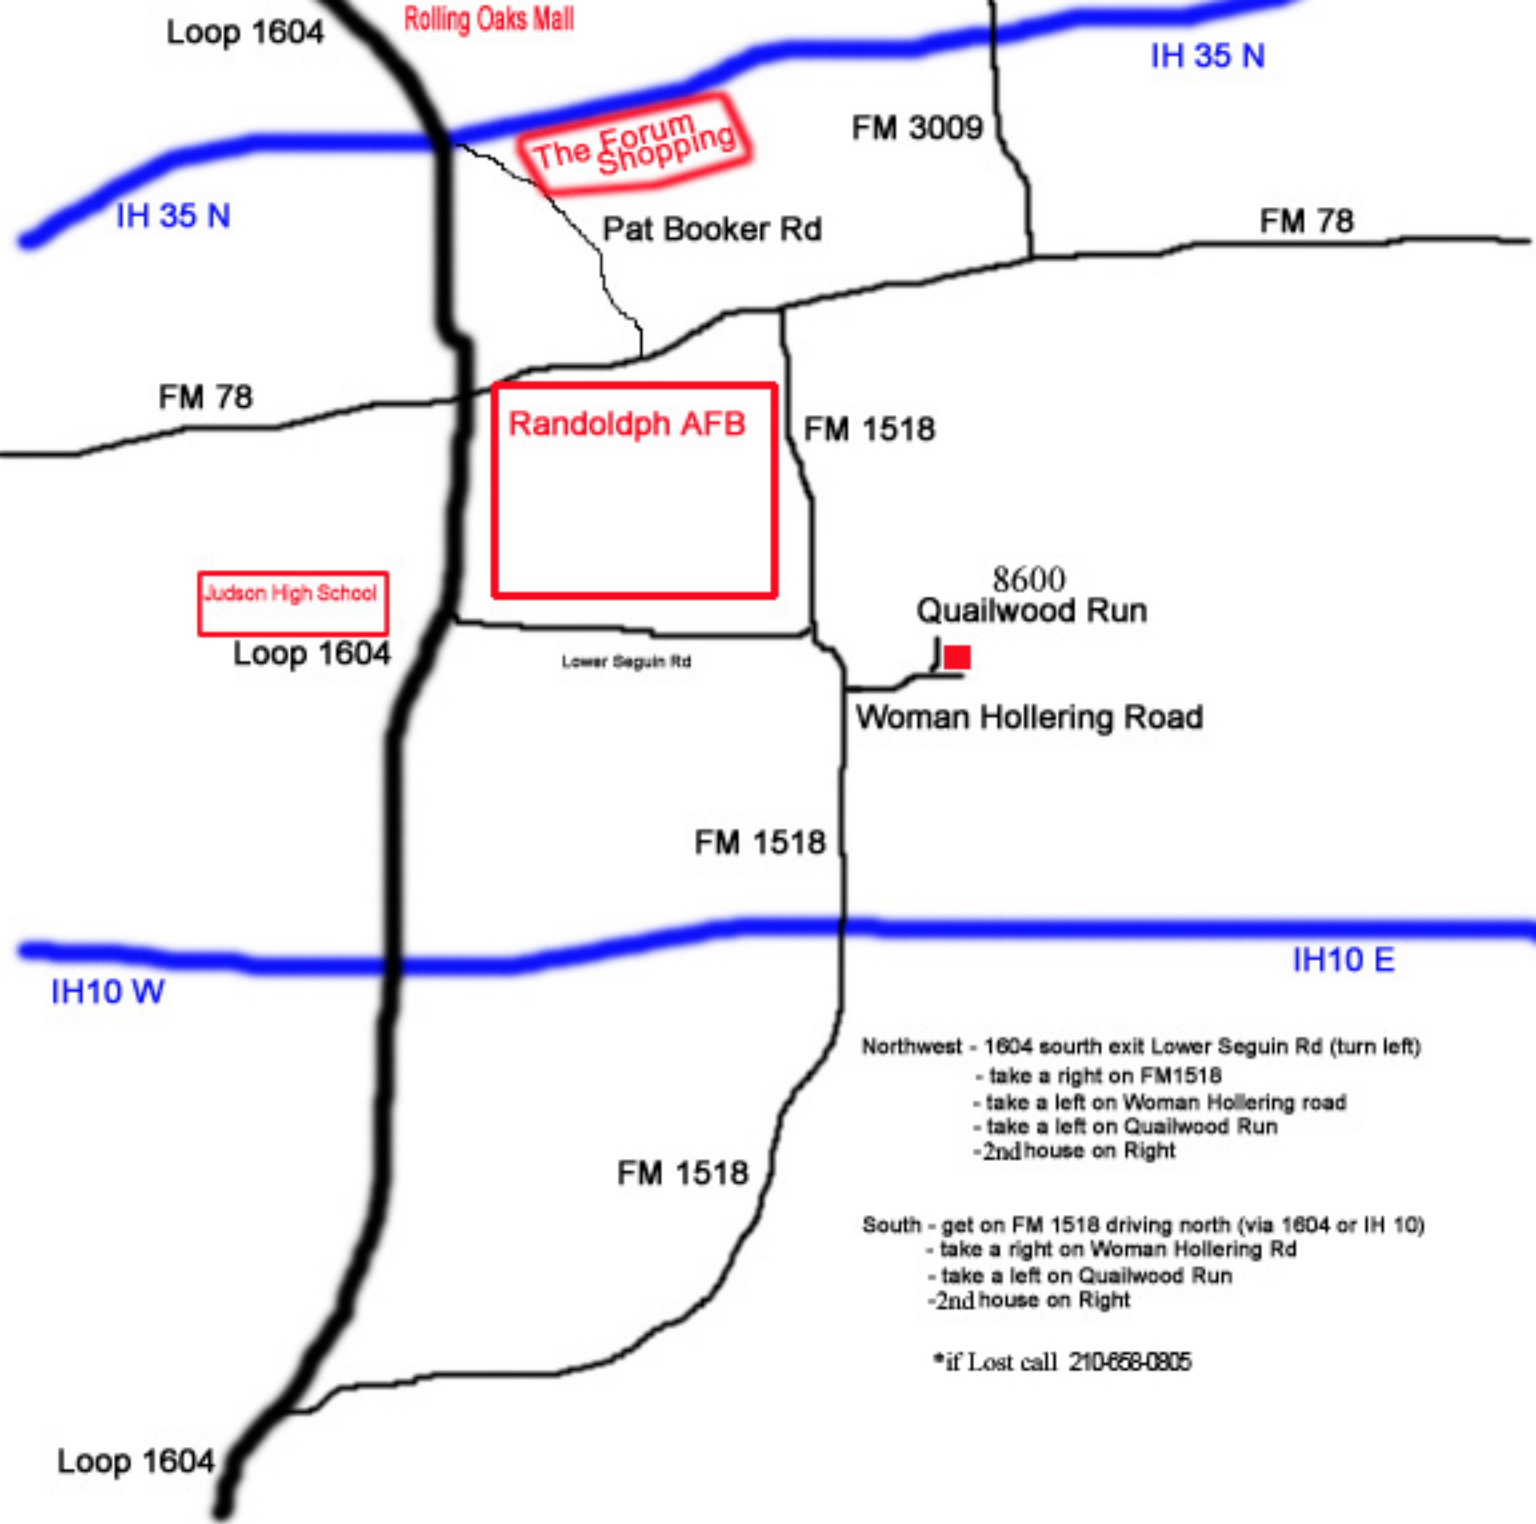 Rolling Oaks Mall
Loop 1604
IH 35 N
FM 3009
The Forum
Shopping
IH 35 N
Pat Booker Rd
FM 78
FM 78
Randoldph AFB
FM 1518
Judson High School
8600
Quailwood Run
Loop 1604
Lower Seguin Rd
Woman Hollering Road
FM 1518
IH10 E
IH10 W
Northwest - 1604 sourth exit Lower Seguin Rd (turn left)
- take a right on FM1518
- take a left on Woman Hollering road
- take a left on Quailwood Run
-2nd house on Right
FM 1518
South - get on FM 1518 driving north (via 1604 or IH 10)
- take a right on Woman Hollering Rd
- take a left on Quailwood Run
-2nd house on Right
*if Lost call 210-658-0805
Loop 1604